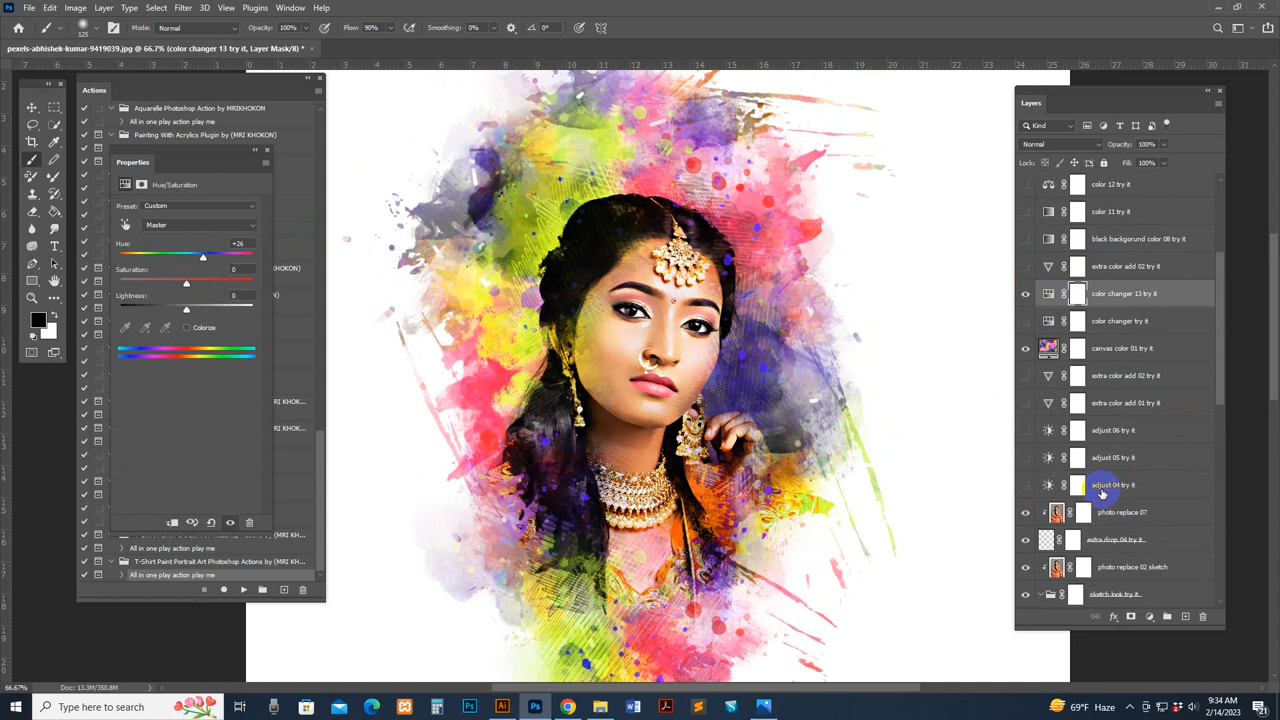 Ps File Edit Image Layer Type Select Filter 3D View Plugins Window Help
125 Mode: Normal Opacity: 100% Flow: 90% Smoothing: 0% 0°
pexels-abhishek-kumar-9419039.jpg @ 66.7% (color changer 13 try it, Layer Mask/8) *
Actions
Aquarelle Photoshop Action by MRIKHOKON
All in one play play me
Painting With Acrylics Plugin by (MRI KHOKON)
Properties
Hue/Saturation
Preset: Custom
Master
Hue: +26
Saturation: 0
Lightness: 0
Colorize
All in one play action play me
T-Shirt Paint Portrait Art Photoshop Actions by (MRI KH...
All in one play action play me
Layers
Kind
Normal Opacity: 100%
Lock: Fill: 100%
color 12 try it
color 11 try it
black backgorund color 08 try it
extra color add 02 try it
color changer 13 try it
color changer try it
canvas color 01 try it
extra color add 02 try it
extra color add 01 try it
adjust 06 try it
adjust 05 try it
adjust 04 try it
photo replace 07
extra drop 04 try it
photo replace 02 sketch
sketch look try it
66.67% Doc: 13.3M/350.8M
Type here to search
69°F Haze
9:34 AM
2/14/2023